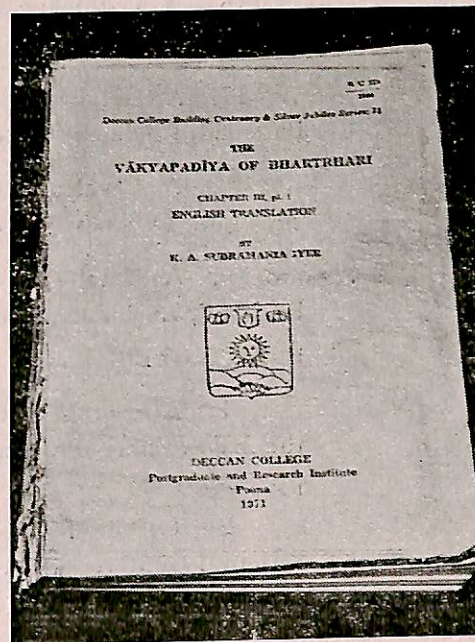 Deccan College Building Centenary & Silver Jubilee Series: 71
THE
VĀKYAPADĪYA OF BHARTRHARI
CHAPTER III, pt. i
ENGLISH TRANSLATION
BY
K. A. SUBRAMANIA IYER
DECCAN COLLEGE
Postgraduate and Research Institute
Poona
1971